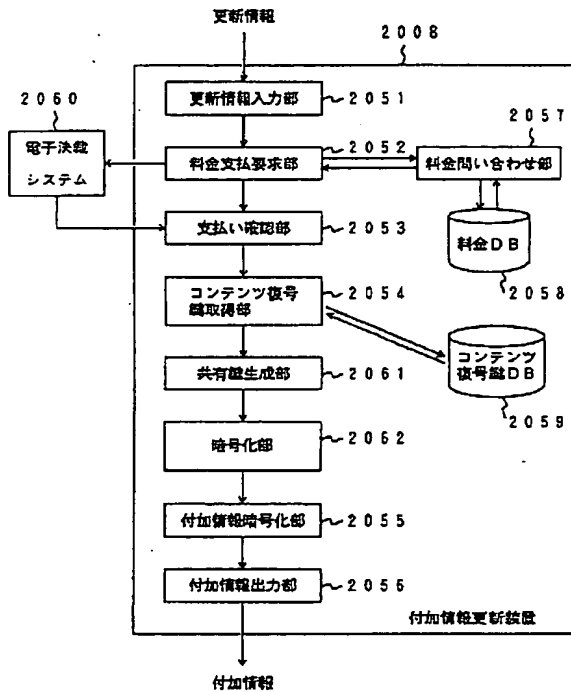 更新情報
2008
2060
更新情報入力部
2051
2057
電子決裁
システム
料金支払要求部
2052
料金問い合わせ部
支払い確認部
2053
料金DB
2058
コンテンツ復号
鍵取得部
2054
コンテンツ
復号鍵DB
2059
共有鍵生成部
2061
暗号化部
2062
付加情報暗号化部
2055
付加情報出力部
2056
付加情報更新装置
付加情報